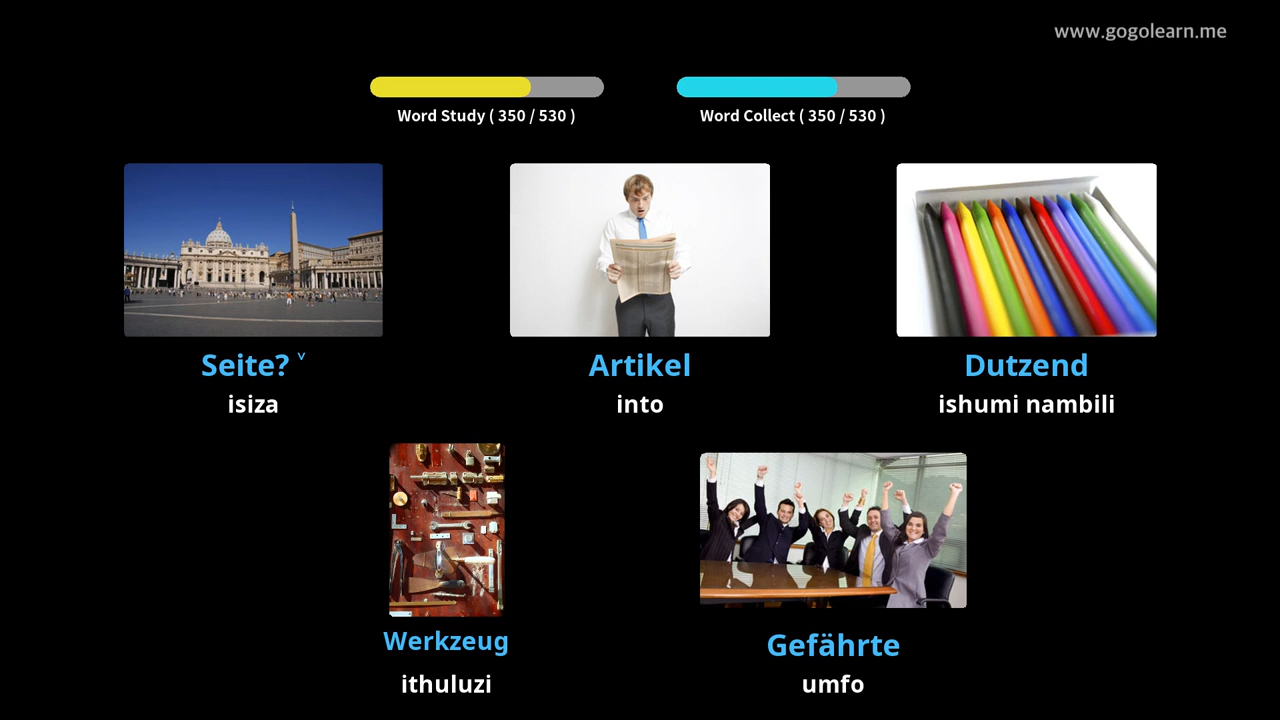 www.gogolearn.me
Word Study ( 350 / 530 )
Word Collect ( 350 / 530 )
Seite? ˅
isiza
Artikel
into
Dutzend
ishumi nambili
Werkzeug
ithuluzi
Gefährte
umfo